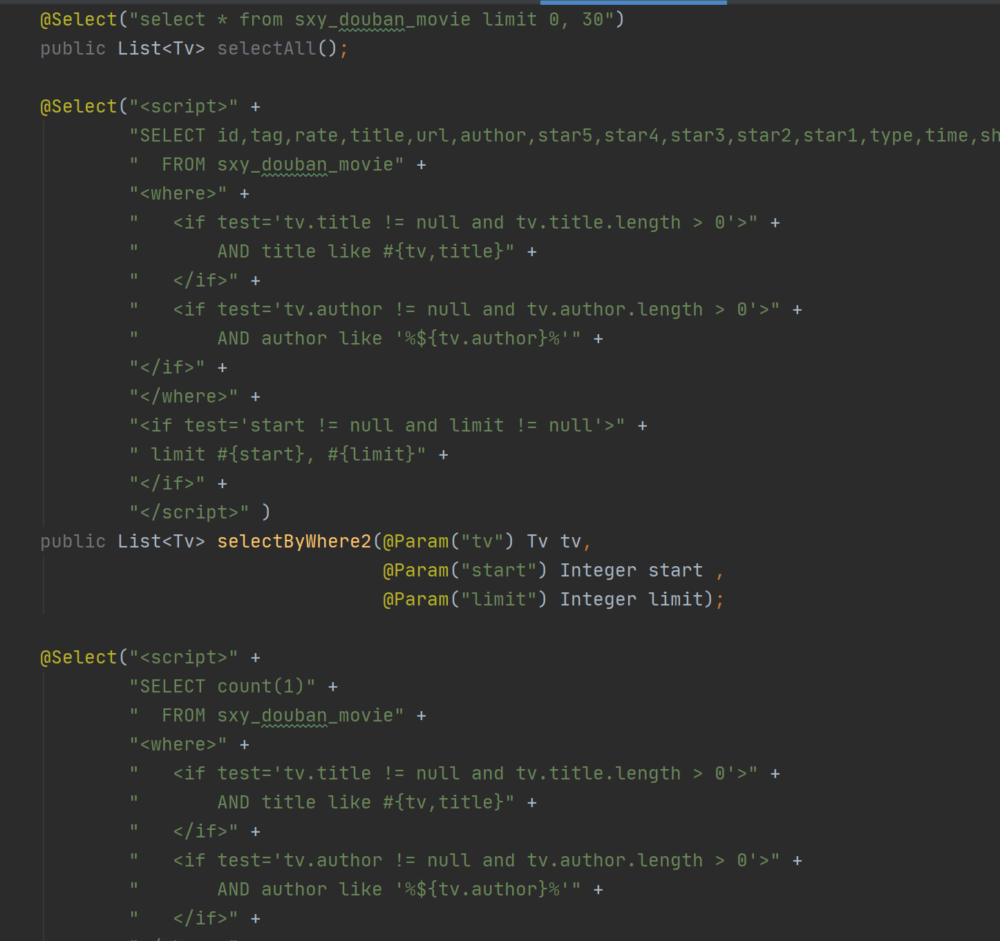 @Select("select * from sxy_douban_movie limit 0, 30")
public List<Tv> selectAll();
@Select("<script>" +
"SELECT id,tag,rate,title,url,author,star5,star4,star3,star2,star1,type,time,sh
"  FROM sxy_douban_movie" +
"<where>" +
"   <if test='tv.title != null and tv.title.length > 0'>" +
"       AND title like #{tv,title}" +
"   </if>" +
"   <if test='tv.author != null and tv.author.length > 0'>" +
"       AND author like '%${tv.author}%'" +
"</if>" +
"</where>" +
"<if test='start != null and limit != null'>" +
" limit #{start}, #{limit}" +
"</if>" +
"</script>" )
public List<Tv> selectByWhere2(@Param("tv") Tv tv,
@Param("start") Integer start ,
@Param("limit") Integer limit);
@Select("<script>" +
"SELECT count(1)" +
"  FROM sxy_douban_movie" +
"<where>" +
"   <if test='tv.title != null and tv.title.length > 0'>" +
"       AND title like #{tv,title}" +
"   </if>" +
"   <if test='tv.author != null and tv.author.length > 0'>" +
"       AND author like '%${tv.author}%'" +
"   </if>" +